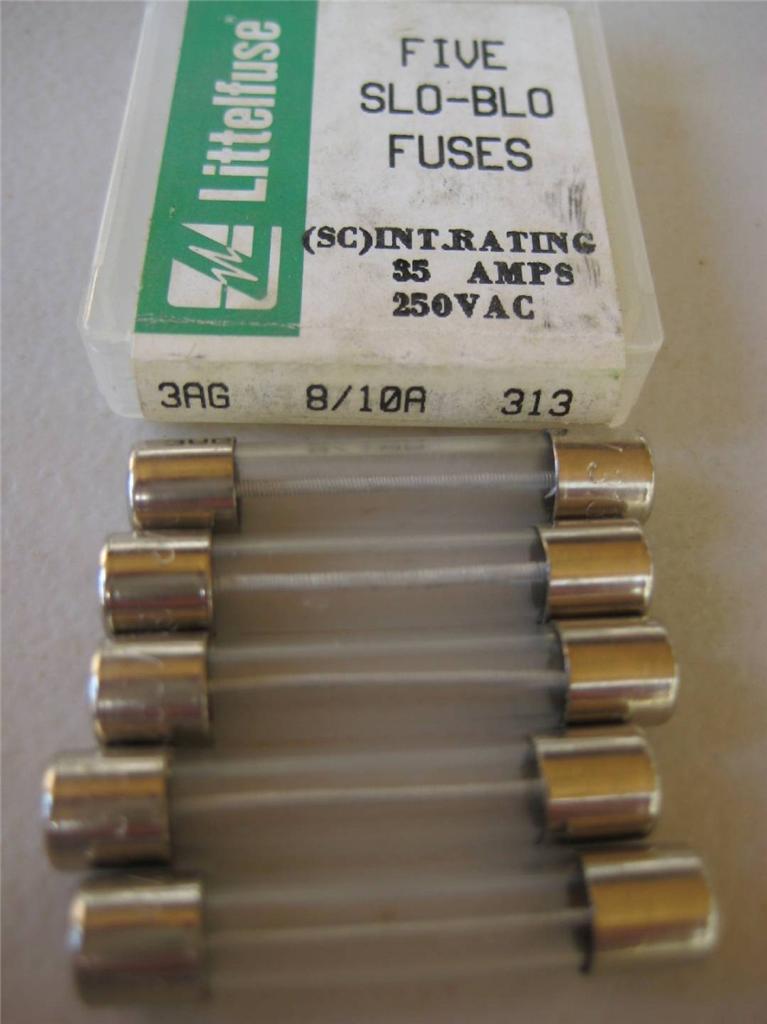 Littelfuse
FIVE
SLO-BLO
FUSES
(SC)INT.RATING
35 AMPS
250VAC
3AG 8/10A 313